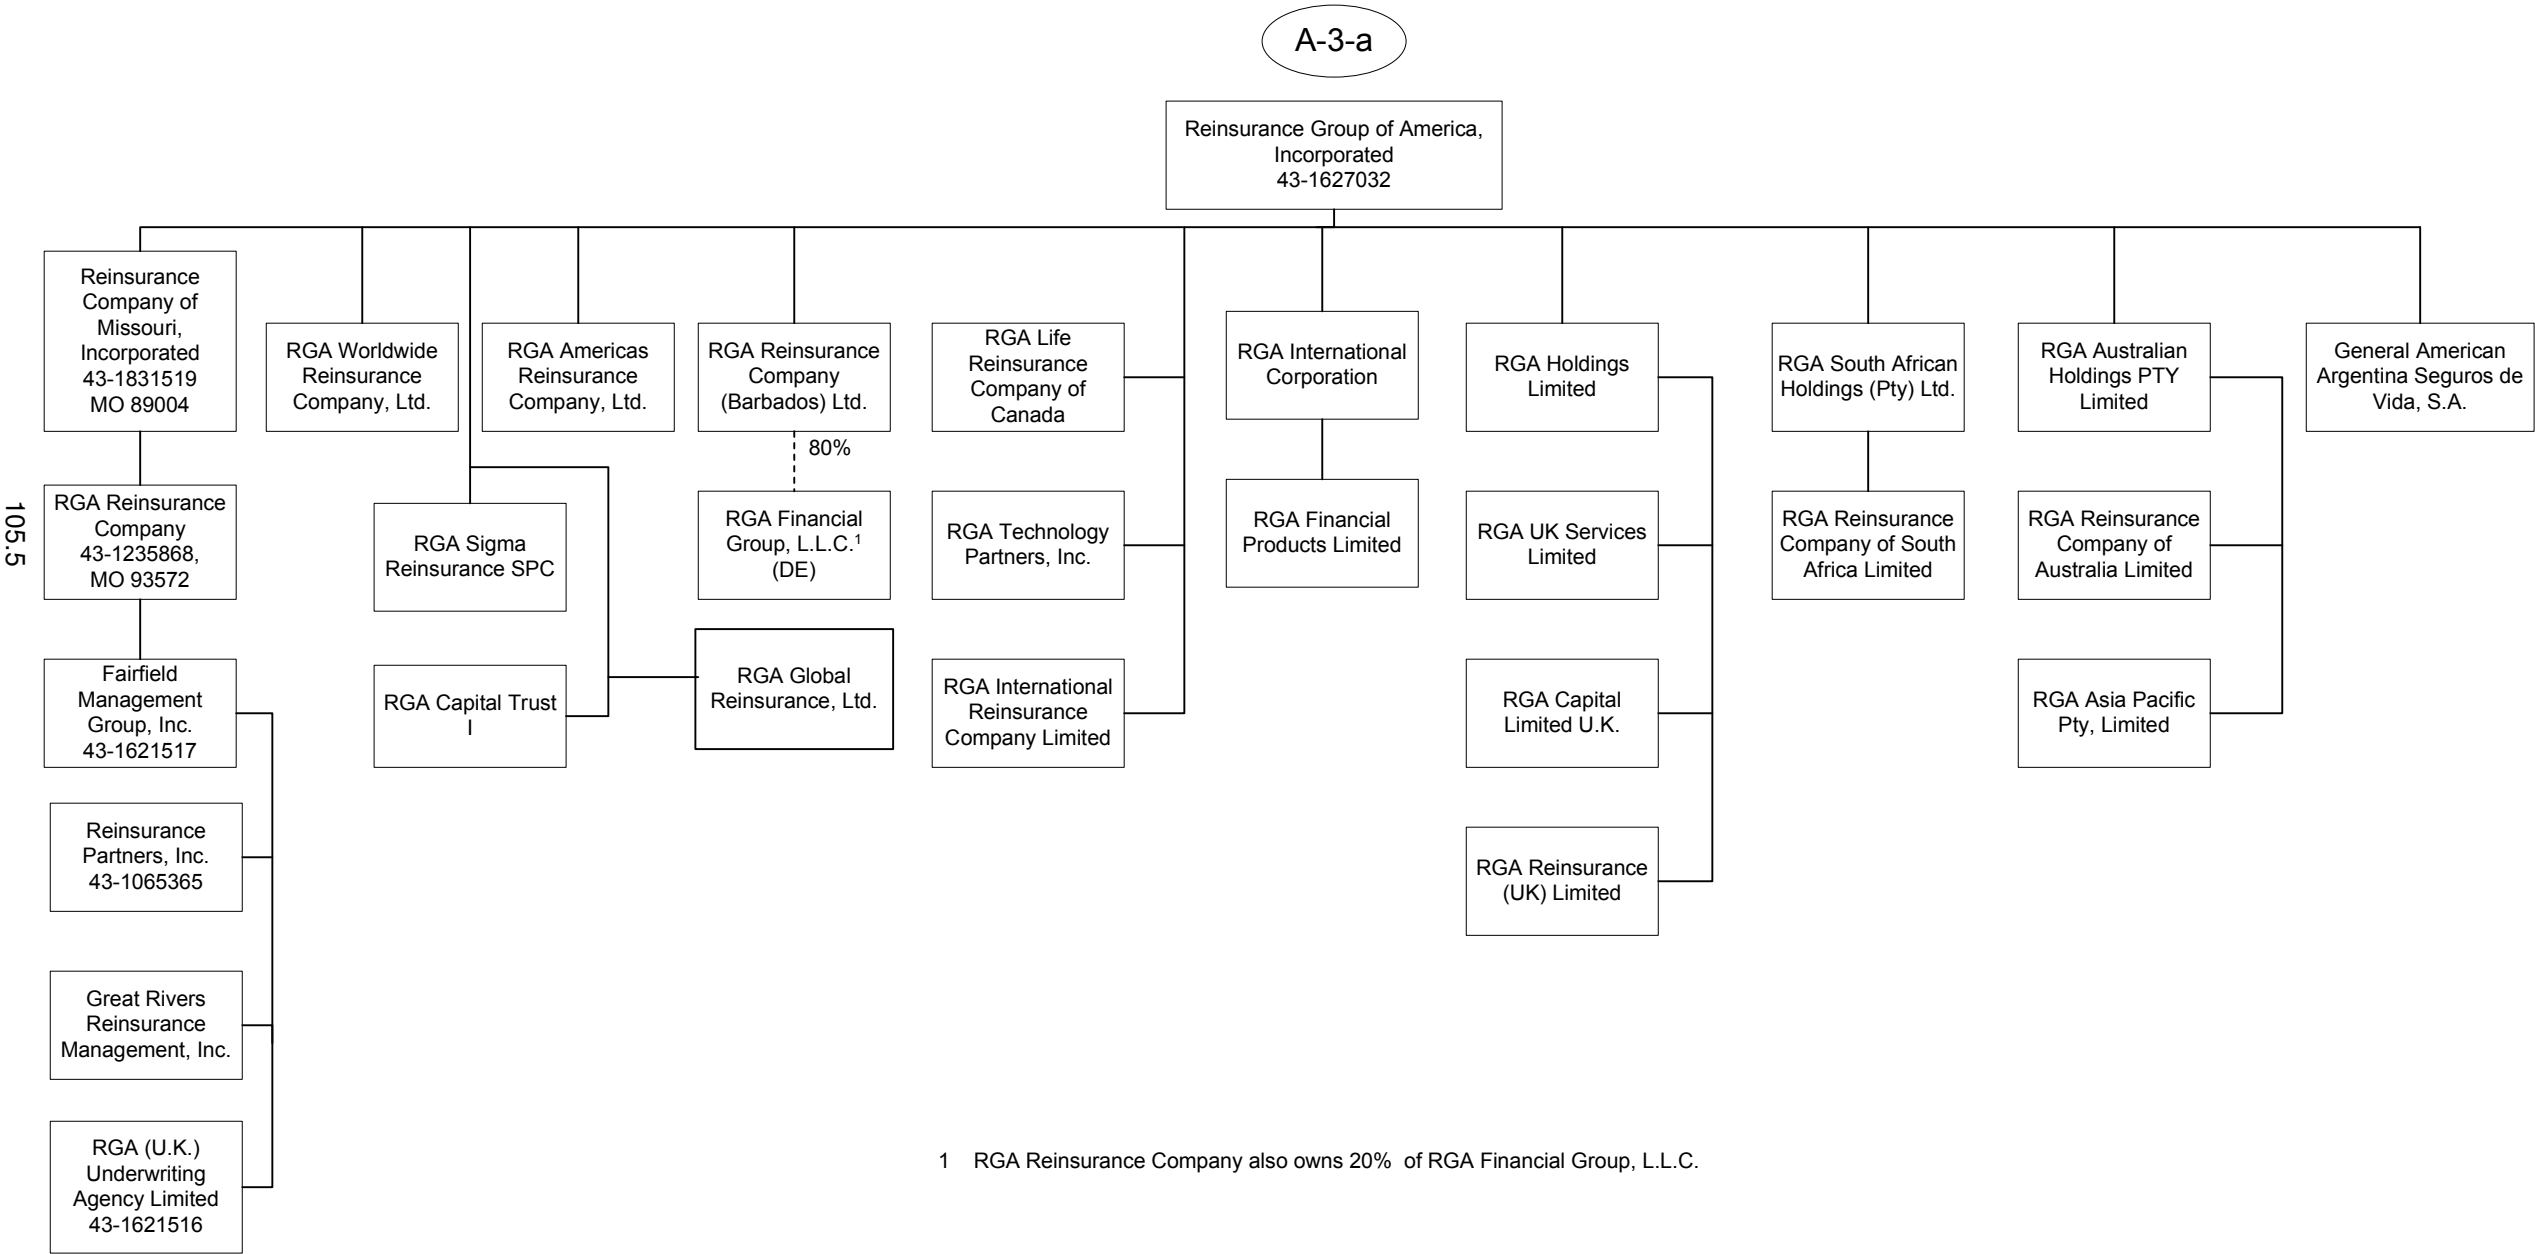 A-3-a
Reinsurance Group of America,
Incorporated
43-1627032
Reinsurance
Company of
Missouri,
Incorporated
43-1831519
MO 89004
RGA Worldwide
Reinsurance
Company, Ltd.
RGA Americas
Reinsurance
Company, Ltd.
RGA Reinsurance
Company
(Barbados) Ltd.
RGA Life
Reinsurance
Company of
Canada
RGA International
Corporation
RGA Holdings
Limited
RGA South African
Holdings (Pty) Ltd.
RGA Australian
Holdings PTY
Limited
General American
Argentina Seguros de
Vida, S.A.
80%
105.5
RGA Reinsurance
Company
43-1235868,
MO 93572
RGA Sigma
Reinsurance SPC
RGA Financial
Group, L.L.C.¹
(DE)
RGA Technology
Partners, Inc.
RGA Financial
Products Limited
RGA UK Services
Limited
RGA Reinsurance
Company of South
Africa Limited
RGA Reinsurance
Company of
Australia Limited
Fairfield
Management
Group, Inc.
43-1621517
RGA Capital Trust
I
RGA Global
Reinsurance, Ltd.
RGA International
Reinsurance
Company Limited
RGA Capital
Limited U.K.
RGA Asia Pacific
Pty, Limited
Reinsurance
Partners, Inc.
43-1065365
RGA Reinsurance
(UK) Limited
Great Rivers
Reinsurance
Management, Inc.
RGA (U.K.)
Underwriting
Agency Limited
43-1621516
1 RGA Reinsurance Company also owns 20% of RGA Financial Group, L.L.C.